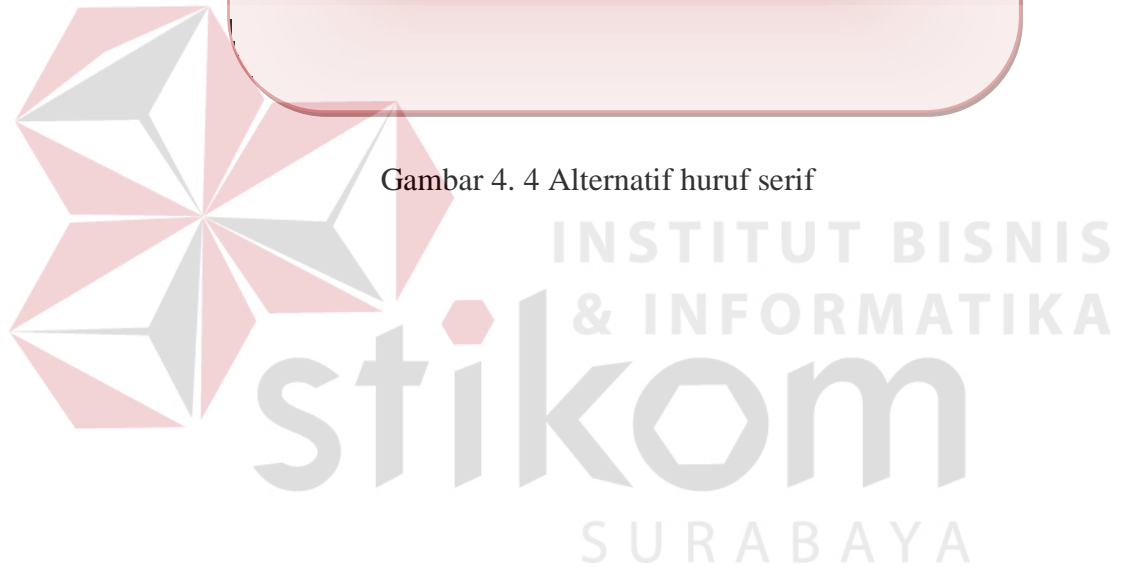 Gambar 4. 4 Alternatif huruf serif
INSTITUT BISNIS
& INFORMATIKA
stikom
SURABAYA